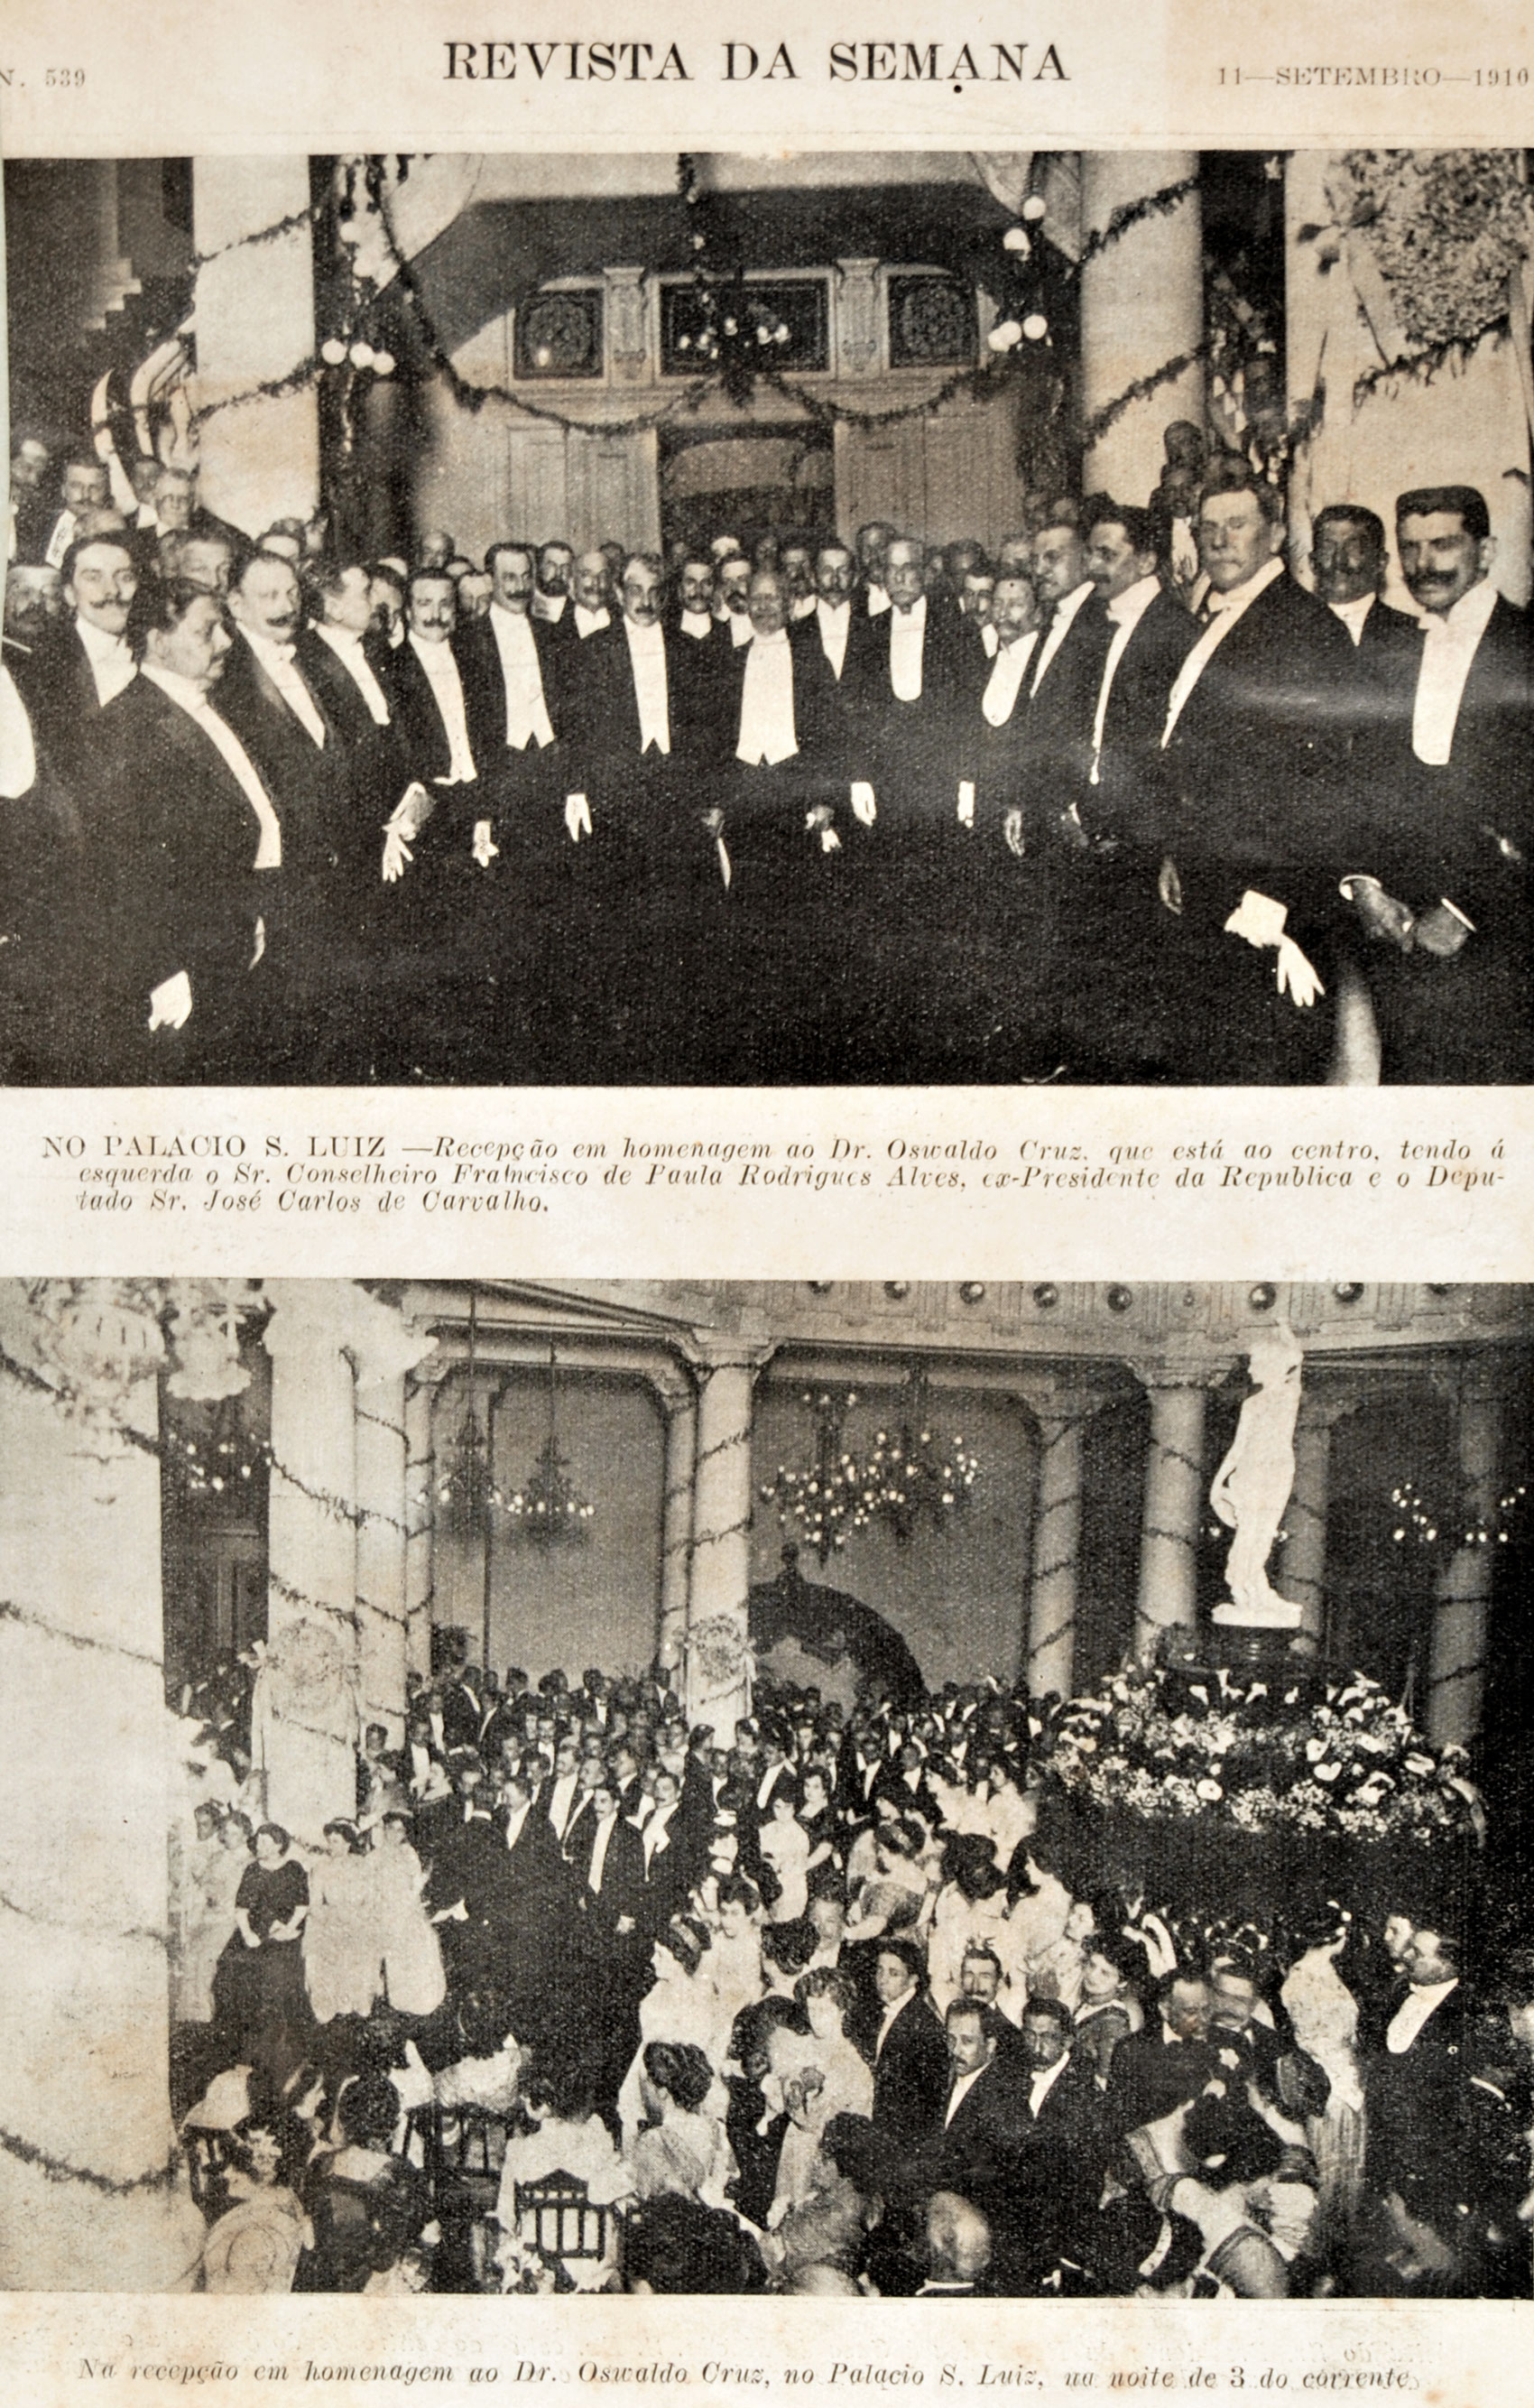 N. 539
REVISTA DA SEMANA
11—SETEMBRO—1910
NO PALACIO S. LUIZ —Recepção em homenagem ao Dr. Oswaldo Cruz, que está ao centro, tendo á
esquerda o Sr. Conselheiro Fratncisco de Paula Rodrigues Alves, ex-Presidente da Republica e o Depu-
tado Sr. José Carlos de Carvalho.
Na recepção em homenagem ao Dr. Oswaldo Cruz, no Palacio S. Luiz, na noite de 3 do corrente.